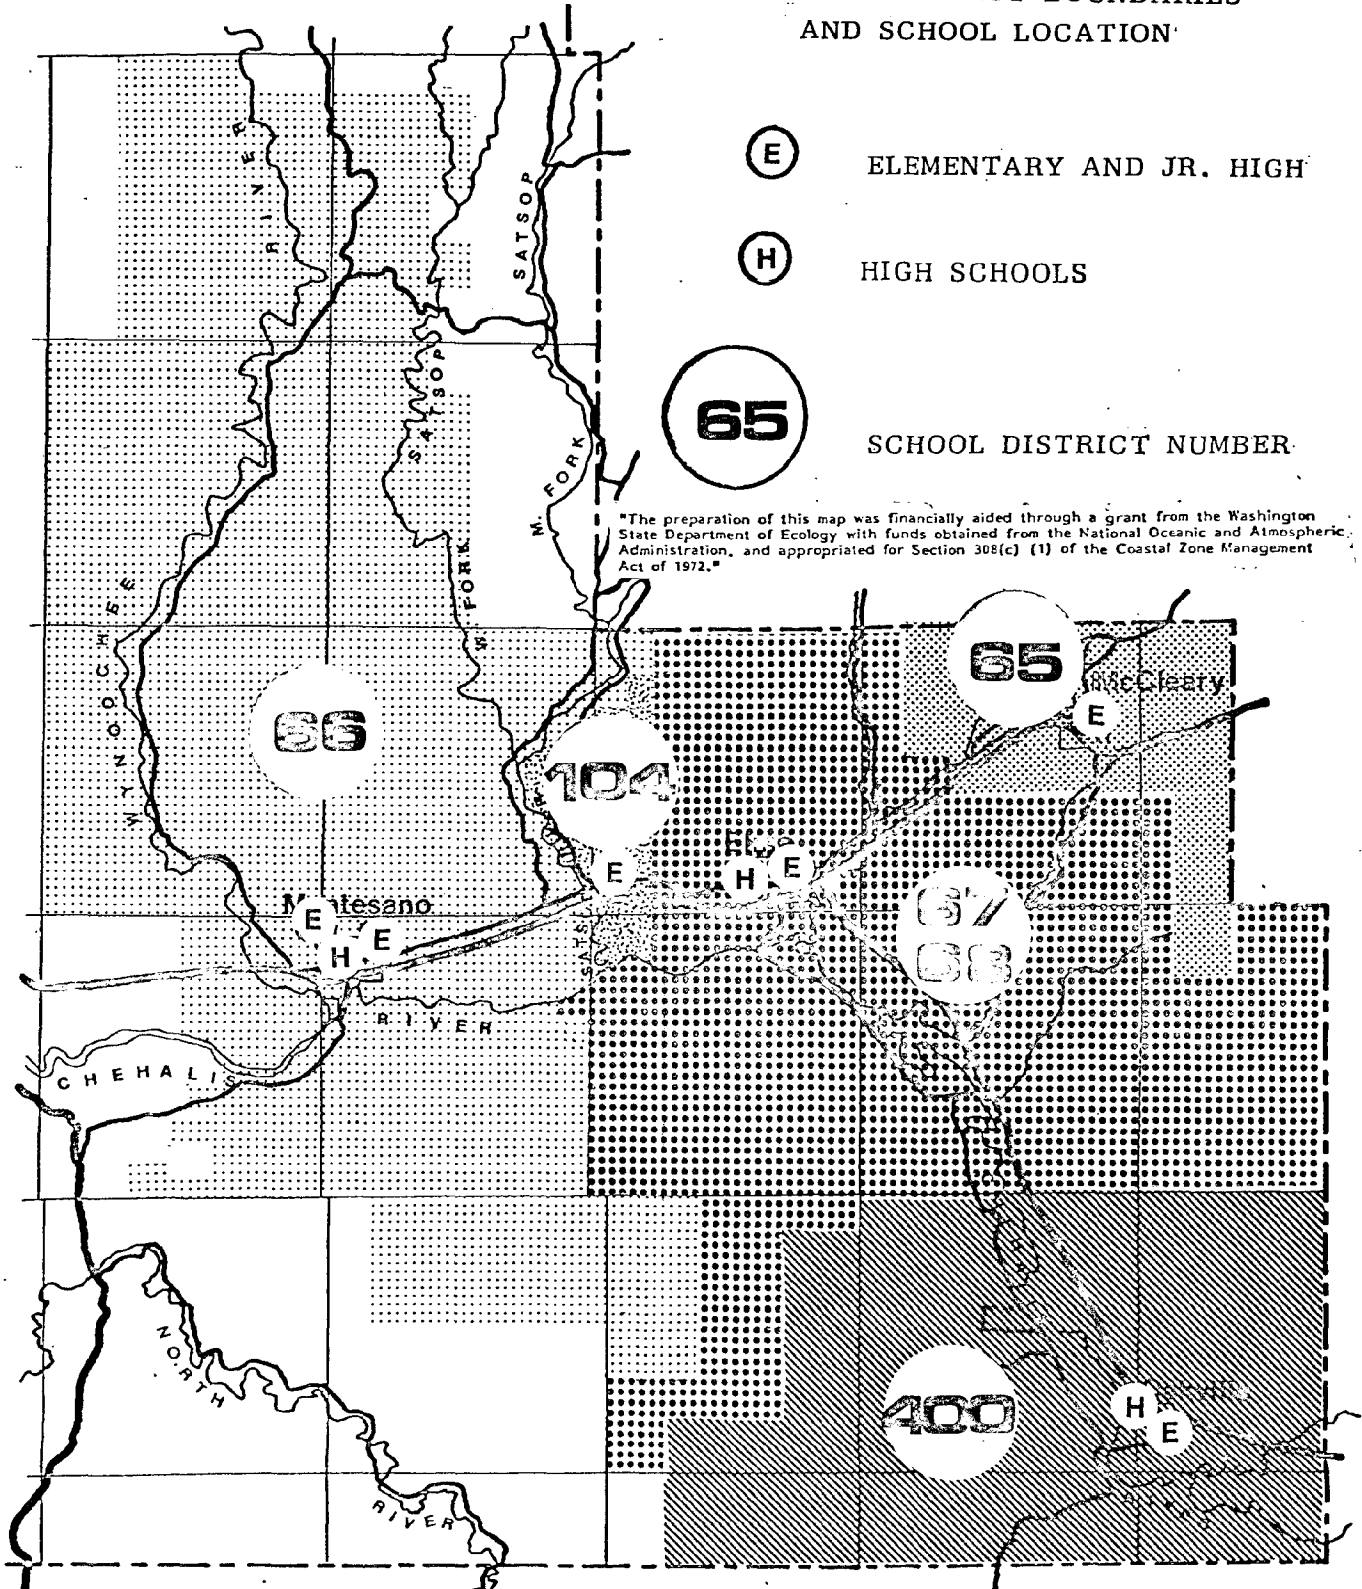 BOUNDARIES
AND SCHOOL LOCATION
E ELEMENTARY AND JR. HIGH
H HIGH SCHOOLS
65 SCHOOL DISTRICT NUMBER
"The preparation of this map was financially aided through a grant from the Washington
State Department of Ecology with funds obtained from the National Oceanic and Atmospheric
Administration, and appropriated for Section 308(c) (1) of the Coastal Zone Management
Act of 1972."
RIVER
SATSOP
SATSOP
M. FORK
W FORK
WYNOOCHEE
65
McCleary
E
66
104
E
H
E
Montesano
E
E
H
67
68
RIVER
CHEHALIS
NORTH
RIVER
400
H
E